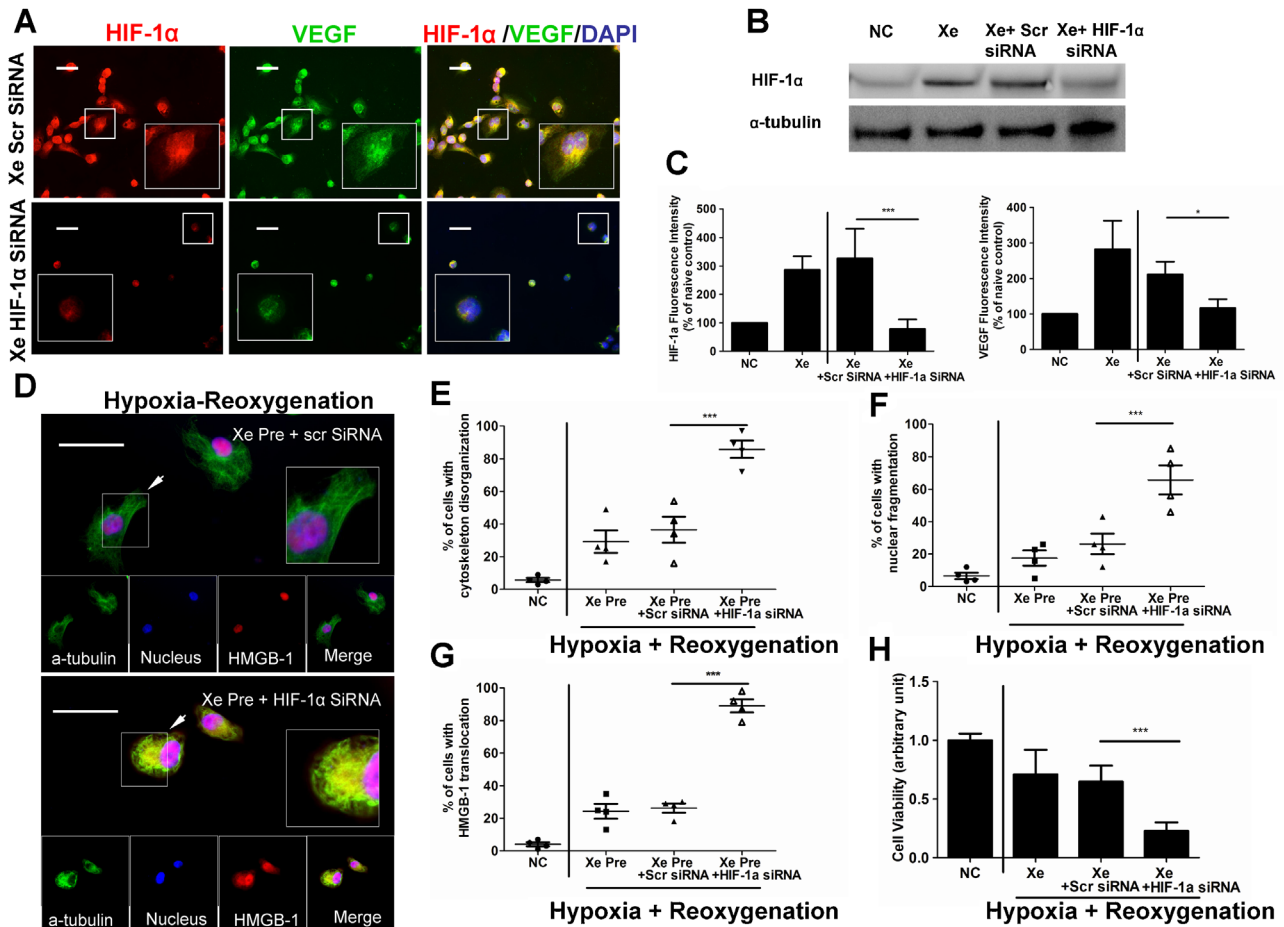 A
HIF-1α
VEGF
HIF-1α /VEGF/DAPI
Xe Scr SiRNA
Xe HIF-1α SiRNA
B
NC
Xe
Xe+ Scr
siRNA
Xe+ HIF-1α
siRNA
HIF-1α
α-tubulin
C
HIF-1a Fluorescence Intensity
(% of naive control)
500
400
300
200
100
0
***
NC
Xe
Xe
+Scr SiRNA
Xe
+HIF-1a SiRNA
VEGF Fluorescence Intensity
(% of naive control)
400
300
200
100
0
*
NC
Xe
Xe
+Scr SiRNA
Xe
+HIF-1a SiRNA
D
Hypoxia-Reoxygenation
Xe Pre + scr SiRNA
a-tubulin
Nucleus
HMGB-1
Merge
Xe Pre + HIF-1α SiRNA
a-tubulin
Nucleus
HMGB-1
Merge
E
% of cells with
cytoskeleton disorganization
100
80
60
40
20
0
***
NC
Xe Pre
Xe Pre
+Scr siRNA
Xe Pre
+HIF-1a siRNA
Hypoxia + Reoxygenation
F
% of cells with
nuclear fragmentation
100
80
60
40
20
0
***
NC
Xe Pre
Xe Pre
+Scr siRNA
Xe Pre
+HIF-1a siRNA
Hypoxia + Reoxygenation
G
% of cells with
HMGB-1 translocation
100
80
60
40
20
0
***
NC
Xe Pre
Xe Pre
+Scr siRNA
Xe Pre
+HIF-1a siRNA
Hypoxia + Reoxygenation
H
Cell Viability (arbitrary unit)
1.5
1.0
0.5
0.0
***
NC
Xe
Xe
+Scr siRNA
Xe
+HIF-1a siRNA
Hypoxia + Reoxygenation